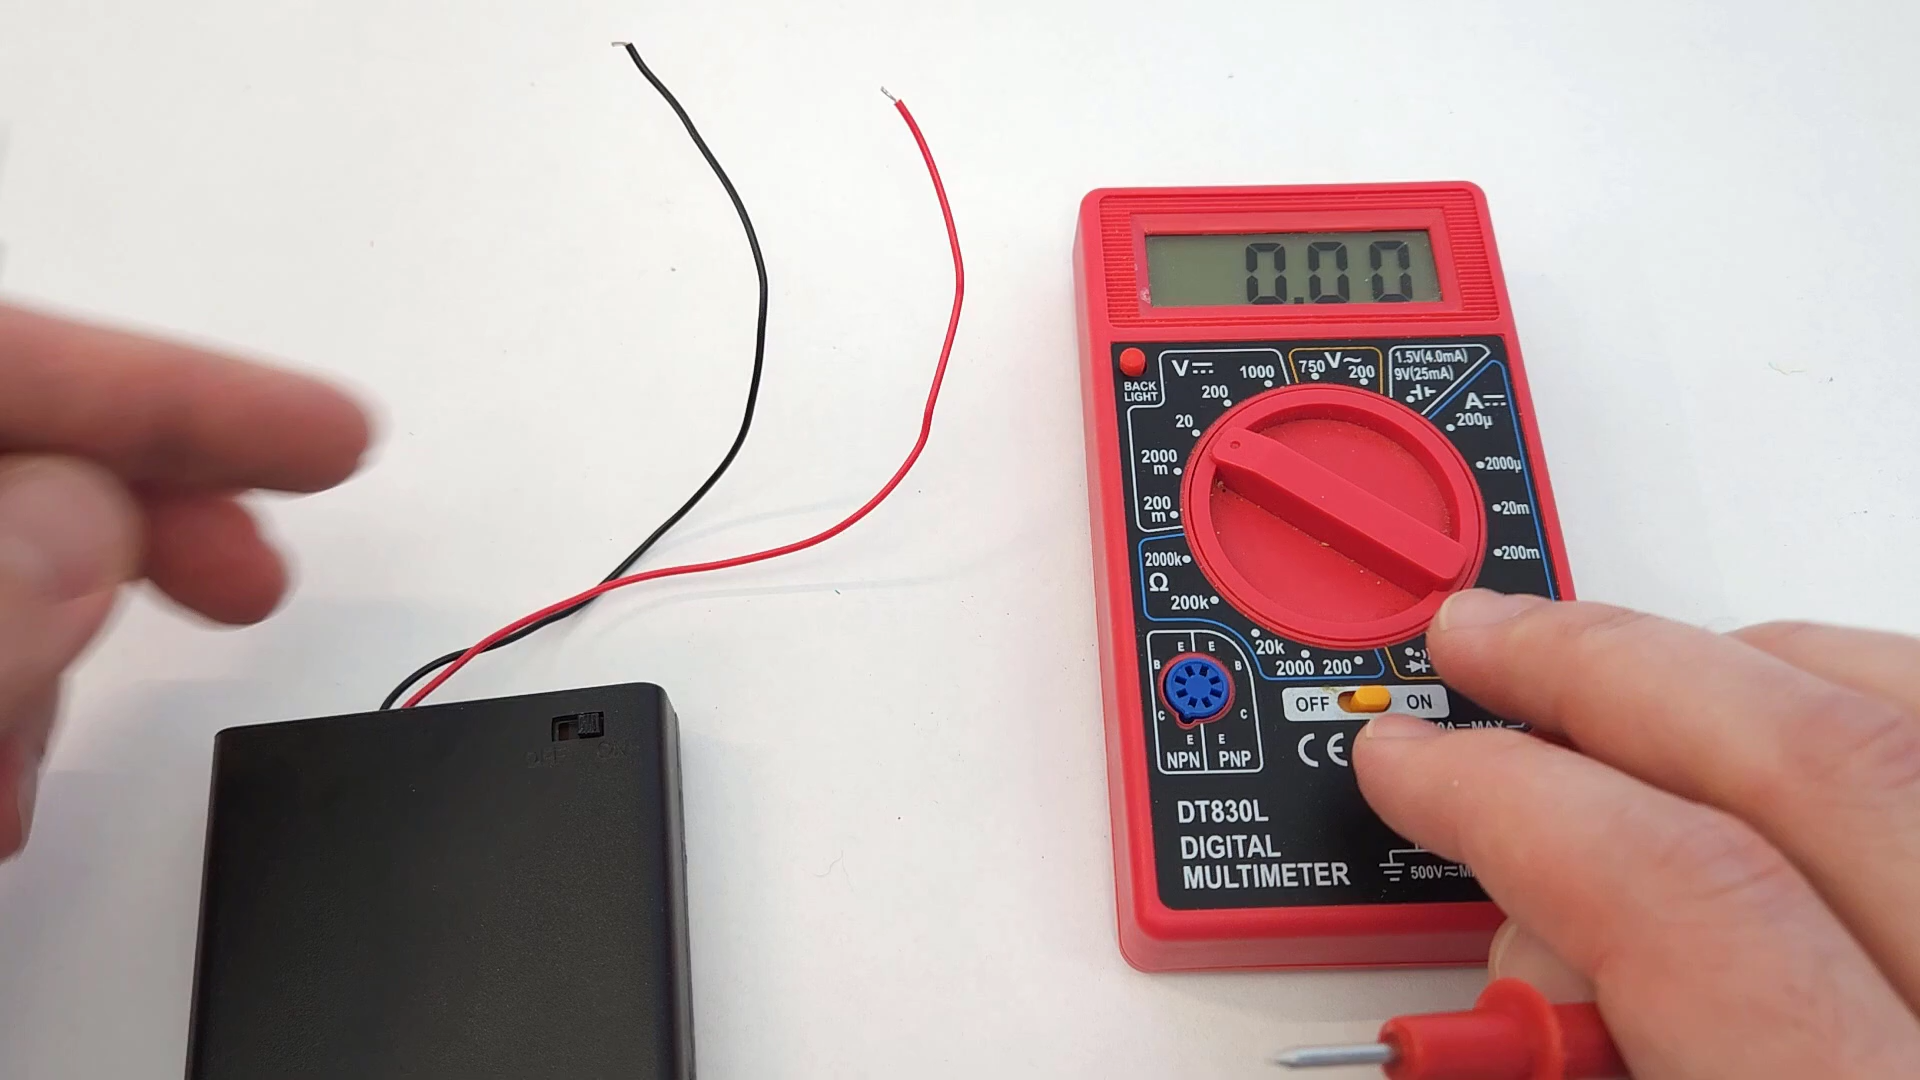 0.00
BACK
LIGHT
V
1000
200
20
2000
m
200
m
750 V~ 200
1.5V(4.0mA)
9V(25mA)
A
200µ
2000µ
20m
200m
2000k
Ω
200k
20k
2000 200
OFF ON
E E
B B
C C
E E
NPN PNP
CE
MAX
DT830L
DIGITAL
MULTIMETER
500V
OFF ON